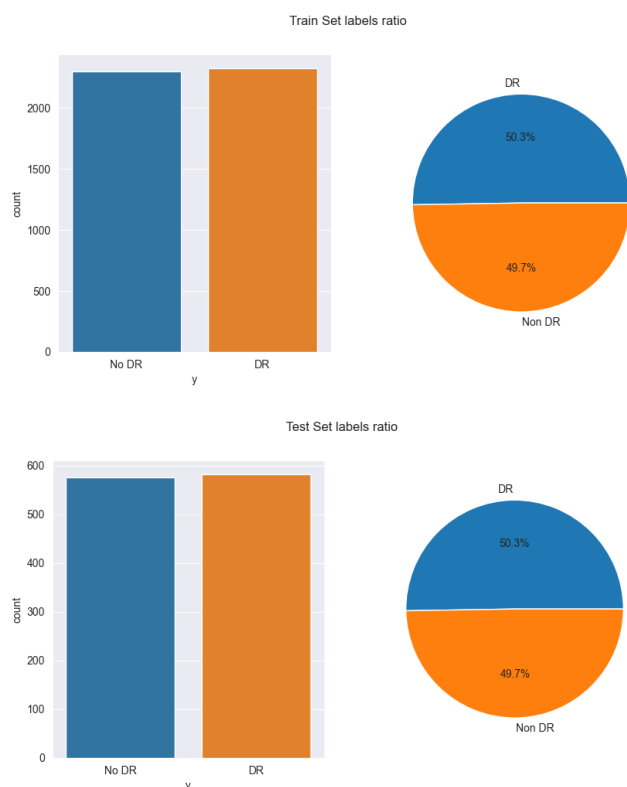 Train Set labels ratio
2000
1500
1000
500
0
count
No DR
DR
y
DR
50.3%
49.7%
Non DR
Test Set labels ratio
600
500
400
300
200
100
0
count
No DR
DR
y
DR
50.3%
49.7%
Non DR